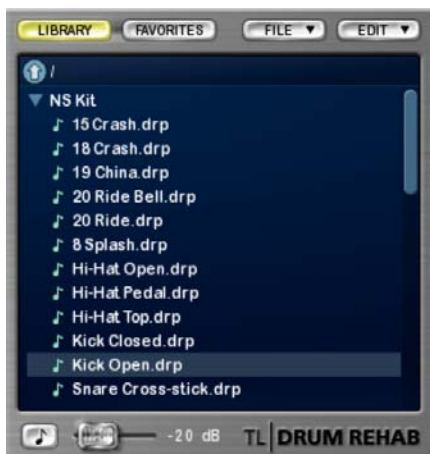 LIBRARY FAVORITES FILE ▼ EDIT ▼
/
NS Kit
15 Crash.drp
18 Crash.drp
19 China.drp
20 Ride Bell.drp
20 Ride.drp
8 Splash.drp
Hi-Hat Open.drp
Hi-Hat Pedal.drp
Hi-Hat Top.drp
Kick Closed.drp
Kick Open.drp
Snare Cross-stick.drp
-20 dB TL DRUM REHAB